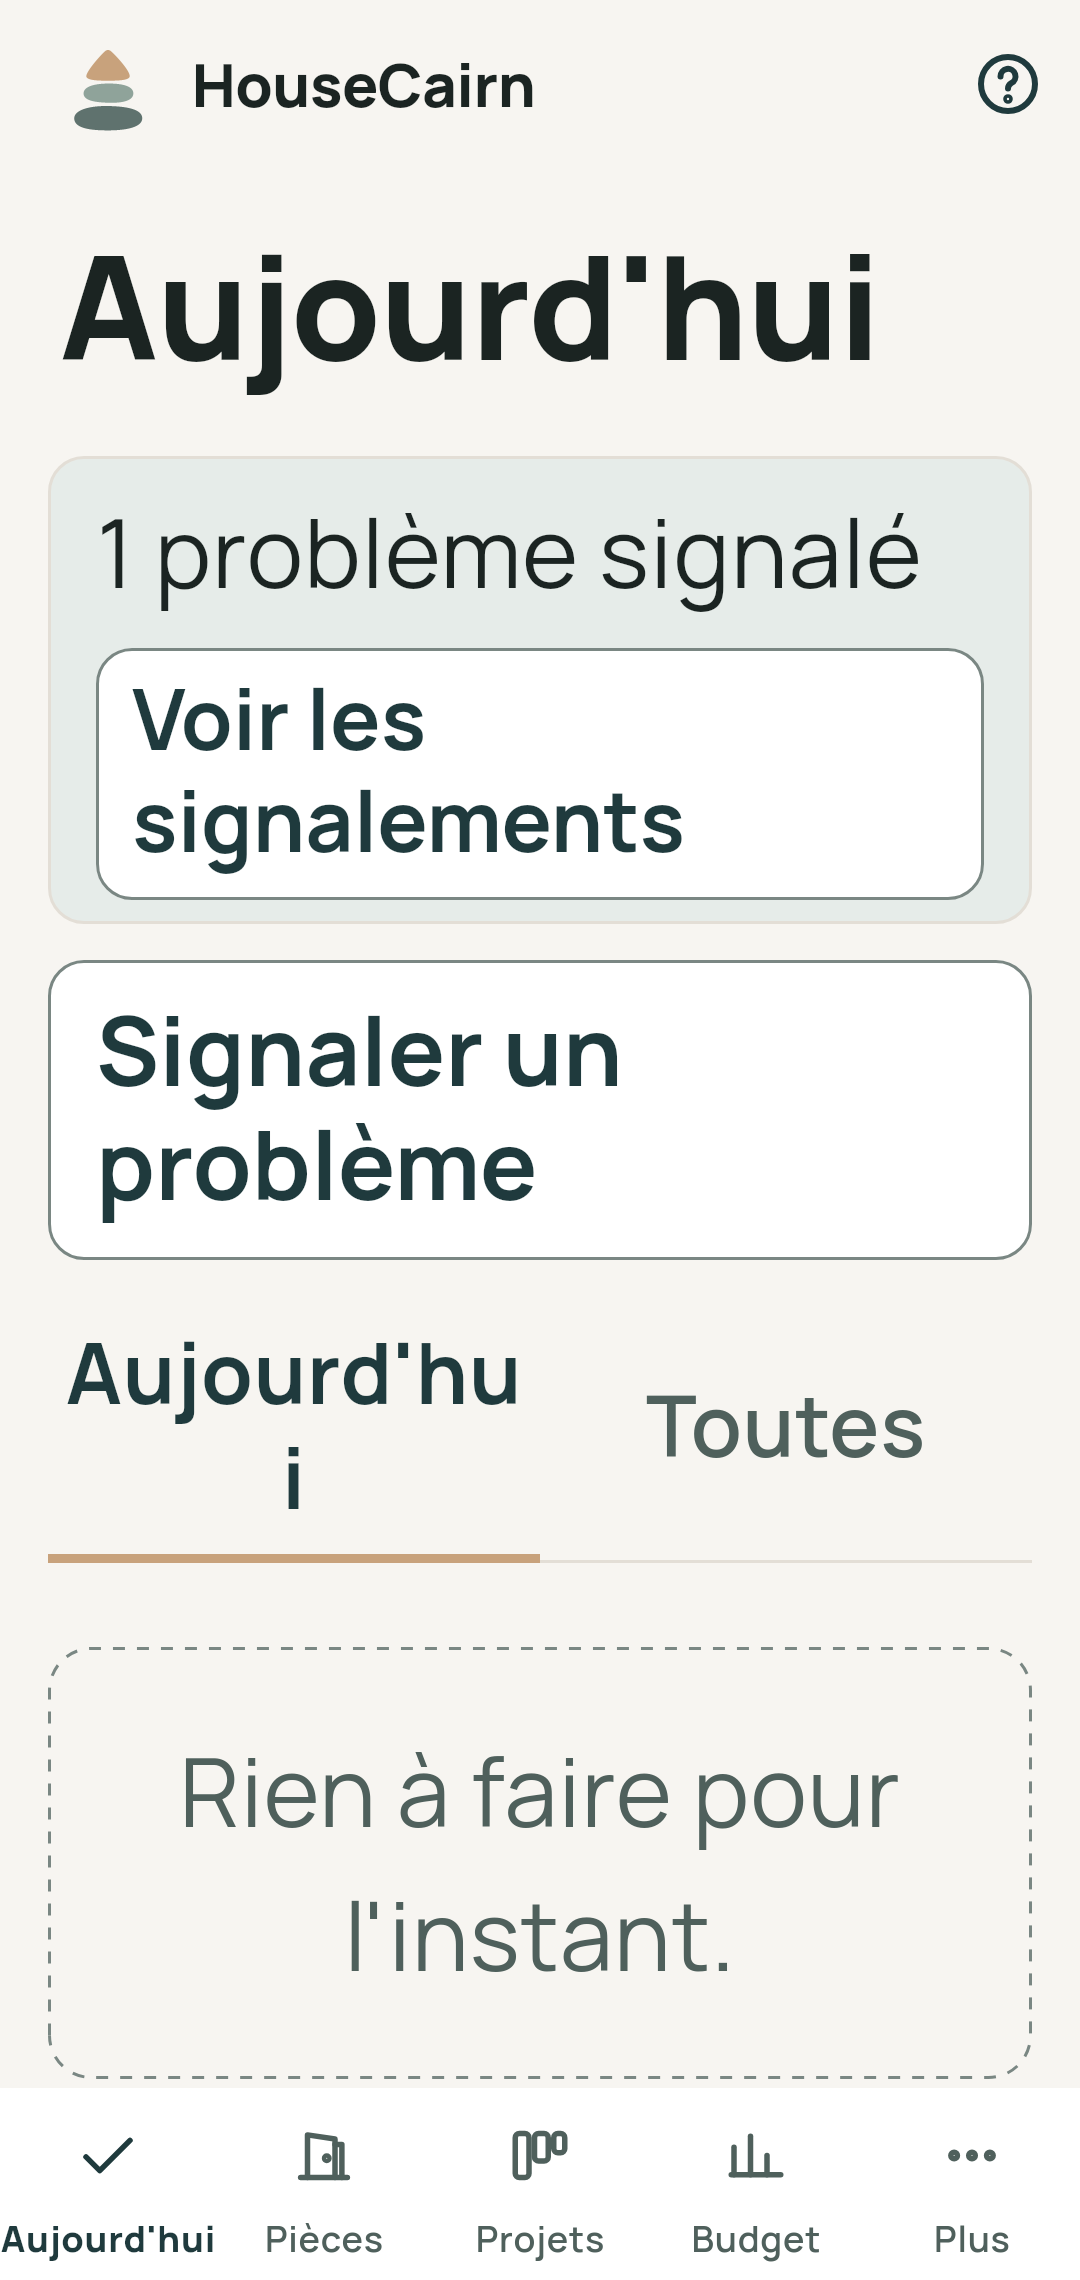 HouseCairn
Aujourd'hui
1 problème signalé
Voir les
signalements
Signaler un
problème
Aujourd'hu
i
Toutes
Rien à faire pour
l'instant.
Aujourd'hui
Pièces
Projets
Budget
Plus